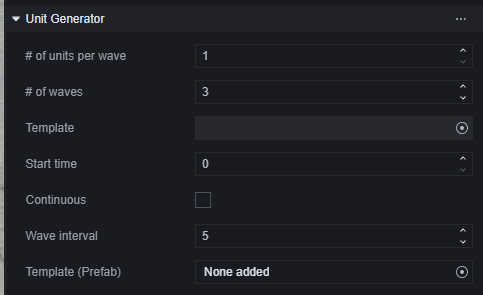 Unit Generator
# of units per wave 1
# of waves 3
Template
Start time 0
Continuous
Wave interval 5
Template (Prefab) None added